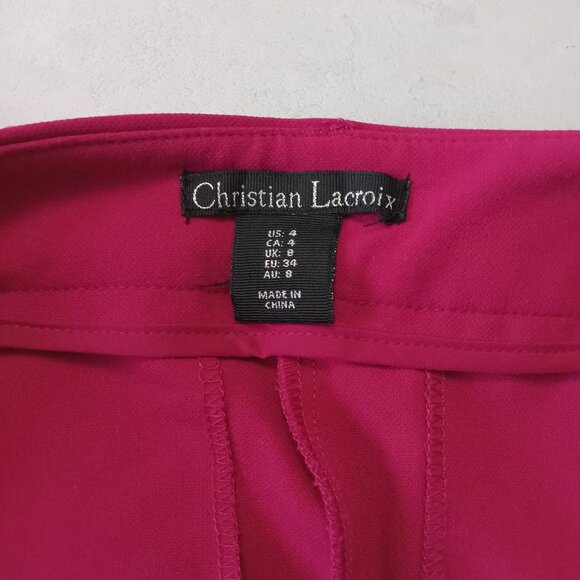 Christian Lacroix
US: 4
CA: 4
UK: 8
EU: 34
AU: 8
MADE IN
CHINA